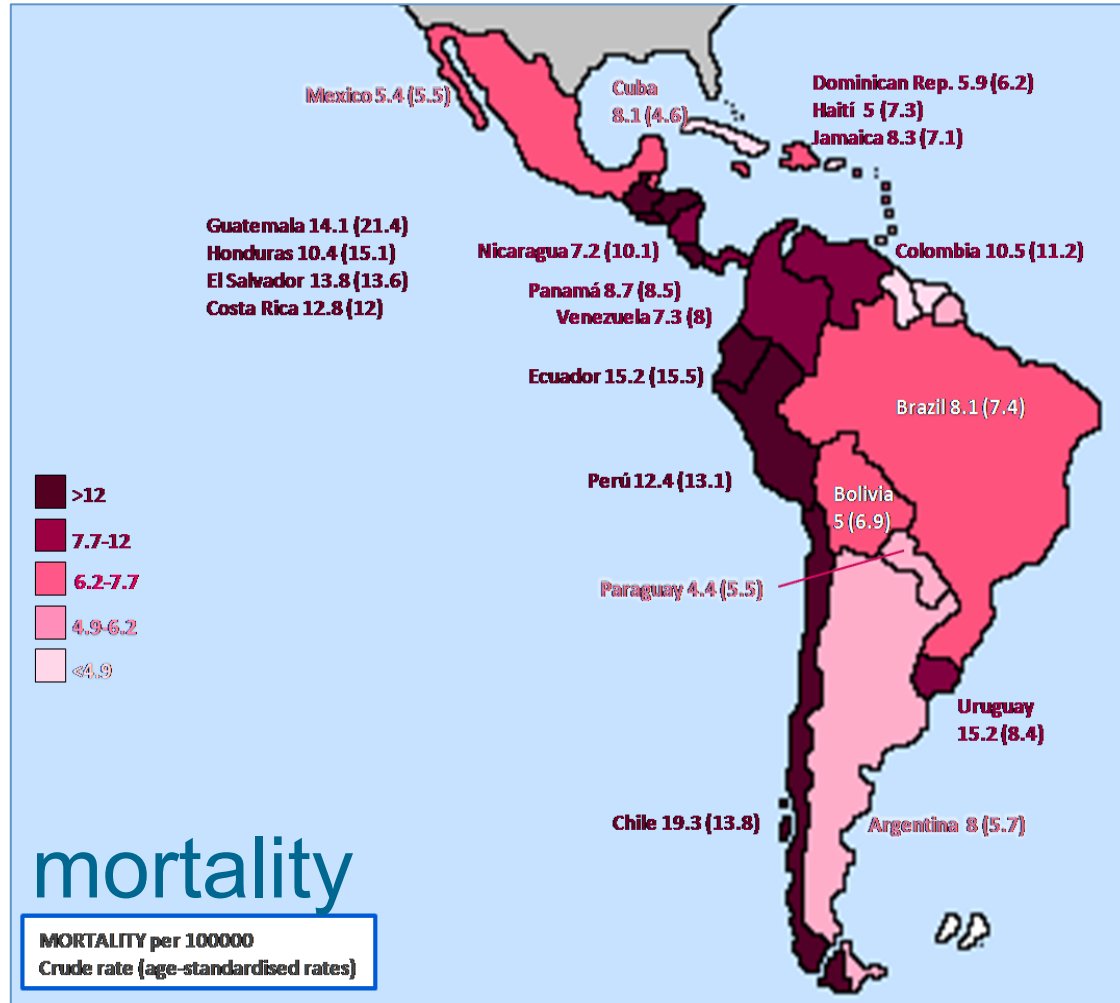 Mexico 5.4 (5.5)
Cuba
8.1 (4.6)
Dominican Rep. 5.9 (6.2)
Haití 5 (7.3)
Jamaica 8.3 (7.1)
Guatemala 14.1 (21.4)
Honduras 10.4 (15.1)
El Salvador 13.8 (13.6)
Costa Rica 12.8 (12)
Nicaragua 7.2 (10.1)
Panamá 8.7 (8.5)
Venezuela 7.3 (8)
Colombia 10.5 (11.2)
Ecuador 15.2 (15.5)
Brazil 8.1 (7.4)
Perú 12.4 (13.1)
Bolivia
5 (6.9)
Paraguay 4.4 (5.5)
>12
7.7-12
6.2-7.7
4.9-6.2
<4.9
Uruguay
15.2 (8.4)
Chile 19.3 (13.8)
Argentina 8 (5.7)
mortality
MORTALITY per 100000
Crude rate (age-standardised rates)